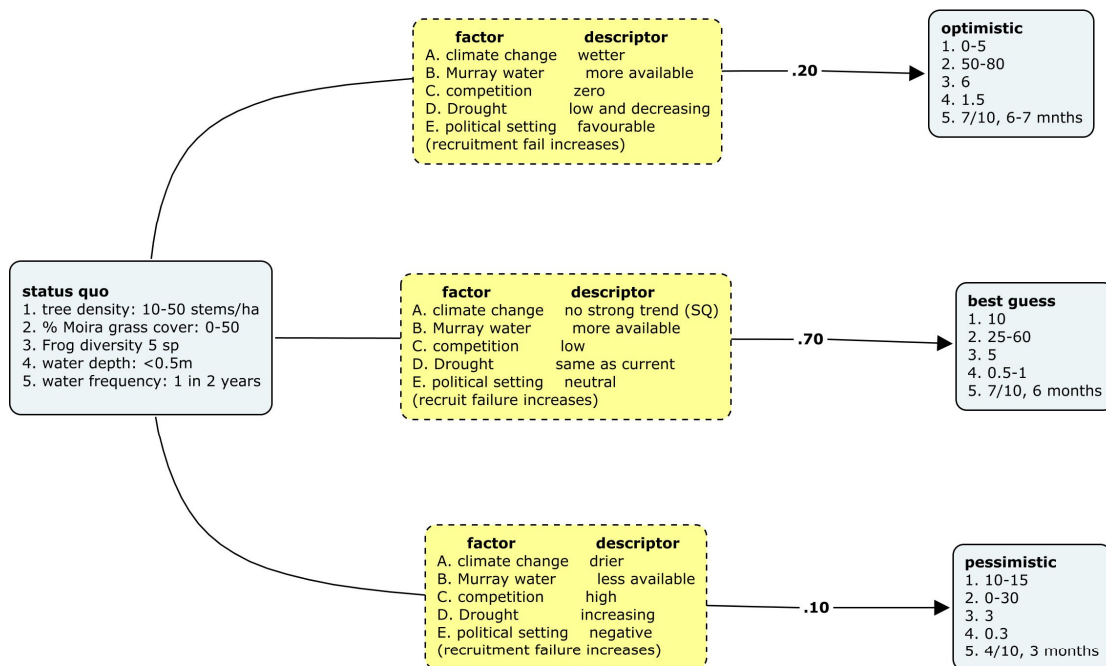 factor descriptor
A. climate change wetter
B. Murray water more available
C. competition zero
D. Drought low and decreasing
E. political setting favourable
(recruitment fail increases)
.20
optimistic
1. 0-5
2. 50-80
3. 6
4. 1.5
5. 7/10, 6-7 mnths
status quo
1. tree density: 10-50 stems/ha
2. % Moira grass cover: 0-50
3. Frog diversity 5 sp
4. water depth: <0.5m
5. water frequency: 1 in 2 years
factor descriptor
A. climate change no strong trend (SQ)
B. Murray water more available
C. competition low
D. Drought same as current
E. political setting neutral
(recruit failure increases)
.70
best guess
1. 10
2. 25-60
3. 5
4. 0.5-1
5. 7/10, 6 months
factor descriptor
A. climate change drier
B. Murray water less available
C. competition high
D. Drought increasing
E. political setting negative
(recruitment failure increases)
.10
pessimistic
1. 10-15
2. 0-30
3. 3
4. 0.3
5. 4/10, 3 months